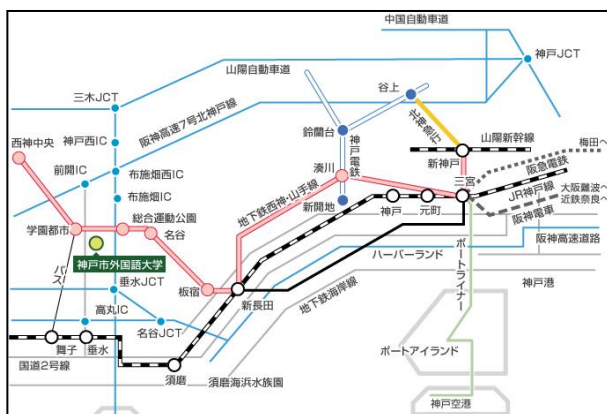 中国自動車道
神戸JCT
山陽自動車道
谷上
三木JCT
阪神高速7号北神戸線
北神急行
鈴蘭台
神戸電鉄
山陽新幹線
梅田へ
西神中央
神戸西IC
前開IC
布施畑西IC
湊川
新神戸
阪急電鉄
三宮
布施畑IC
地下鉄西神・山手線
JR神戸線
大阪難波へ
近鉄奈良へ
総合運動公園
新開地
神戸
元町
阪神電車
学園都市
名谷
神戸市外国語大学
ハーバーランド
ポートライナー
阪神高速道路
バス
垂水JCT
板宿
新長田
地下鉄海岸線
神戸港
高丸IC
名谷JCT
舞子
垂水
国道2号線
須磨
須磨海浜水族園
ポートアイランド
神戸空港